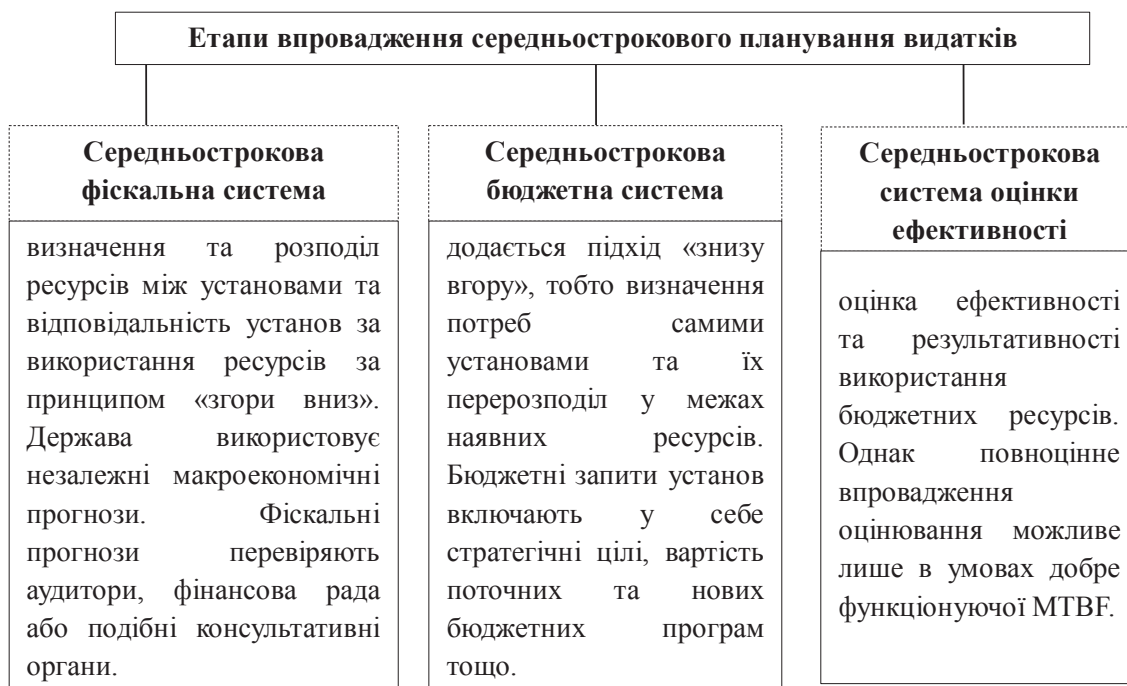 Етапи впровадження середньострокового планування видатків
Середньострокова
фіскальна система
визначення та розподіл
ресурсів між установами та
відповідальність установ за
використання ресурсів за
принципом «згори вниз».
Держава використовує
незалежні макроекономічні
прогнози. Фіскальні
прогнози перевіряють
аудитори, фінансова рада
або подібні консультативні
органи.
Середньострокова
бюджетна система
додається підхід «знизу
вгору», тобто визначення
потреб самими
установами та їх
перерозподіл у межах
наявних ресурсів.
Бюджетні запити установ
включають у себе
стратегічні цілі, вартість
поточних та нових
бюджетних програм
тощо.
Середньострокова
система оцінки
ефективності
оцінка ефективності
та результативності
використання
бюджетних ресурсів.
Однак повноцінне
впровадження
оцінювання можливе
лише в умовах добре
функціонуючої MTBF.